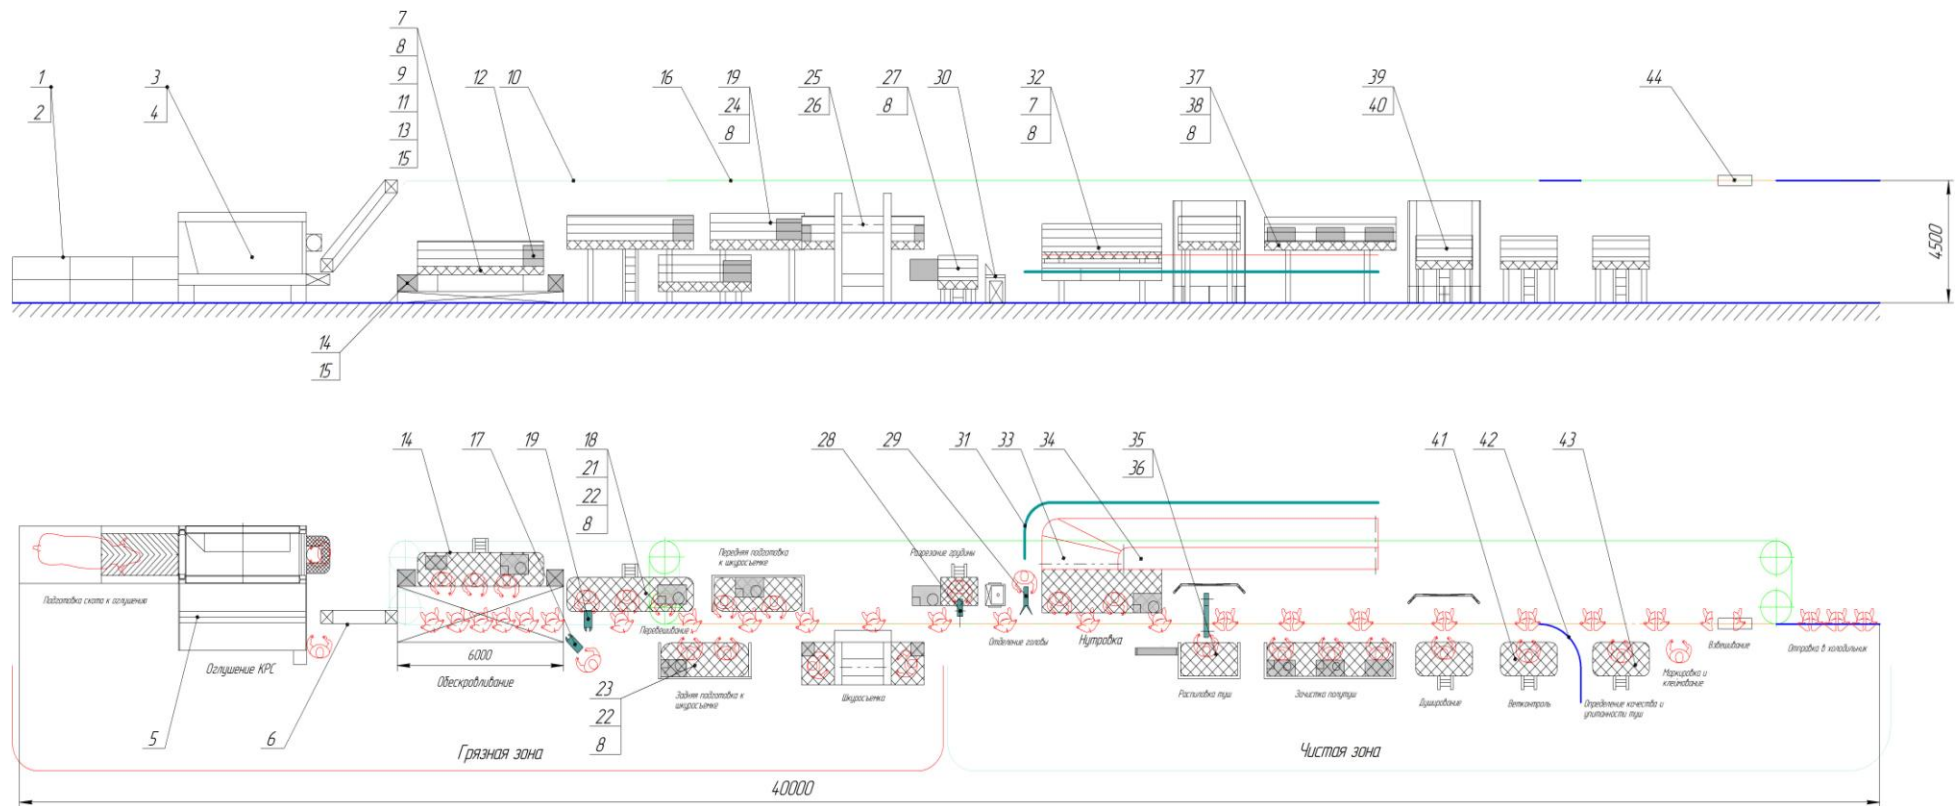 7
8
9
11
13
15
1
2
3
4
12
10
16
19
24
8
25
26
27
8
30
32
7
8
37
38
8
39
40
44
4500
14
15
14
17
19
18
21
22
8
28
29
31
33
34
35
36
41
42
43
Передняя подготовка
к шкуросъемке
Разрезание грудины
Подготовка скота к оглушению
Перевешивание
Отделение головы
Нутровка
Взвешивание
Отправка в холодильник
6000
Оглушение КРС
Обескровливание
Задняя подготовка к
шкуросъемке
Шкуросъемка
Распиловка туш
Зачистка полутуш
Душирование
Ветконтроль
Определение качества и
упитанности туш
Маркировка и
клеймование
23
22
8
5
6
Грязная зона
Чистая зона
40000